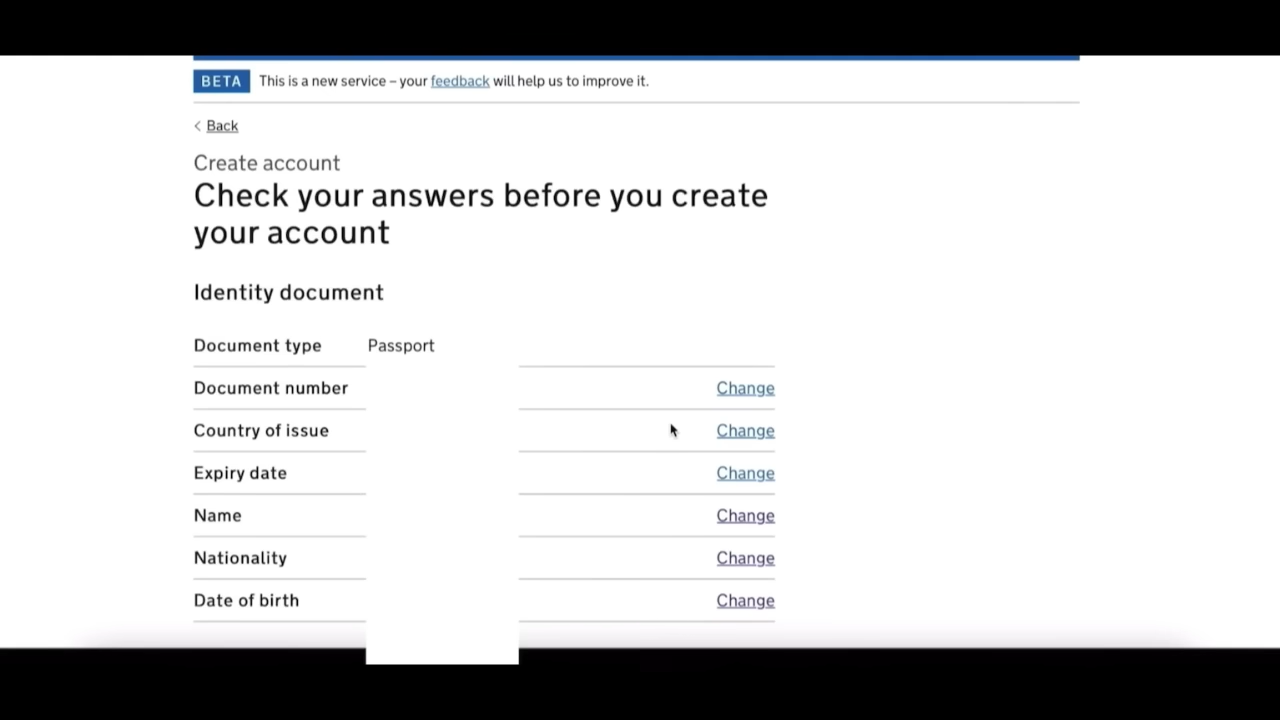 BETA This is a new service – your feedback will help us to improve it.
< Back
Create account
Check your answers before you create
your account
Identity document
Document type Passport
Document number Change
Country of issue Change
Expiry date Change
Name Change
Nationality Change
Date of birth Change